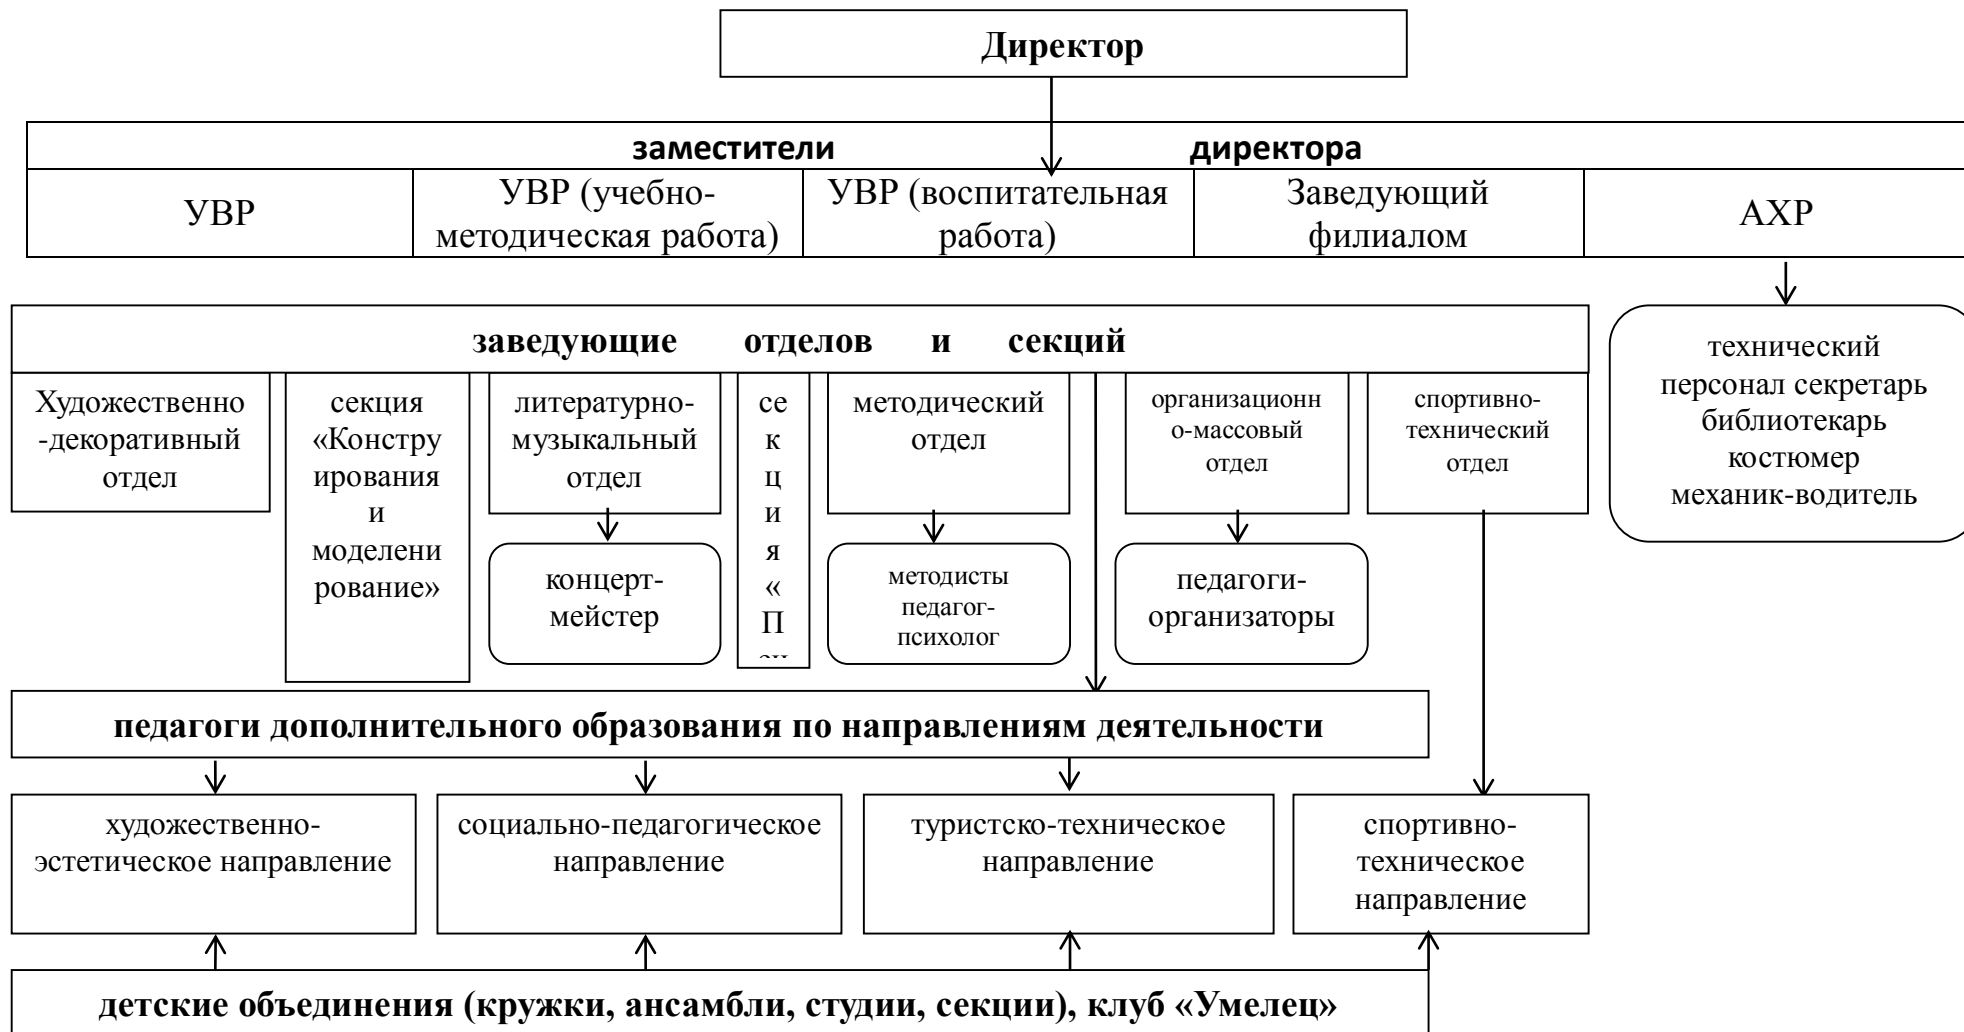 Директор
заместители директора
УВР
УВР (учебно-
методическая работа)
УВР (воспитательная
работа)
Заведующий
филиалом
АХР
заведующие отделов и секций
Художественно
-декоративный
отдел
секция
«Констру
ирования
и
моделени
рование»
литературно-
музыкальный
отдел
се
к
ц
и
я
«
П
методический
отдел
организационн
о-массовый
отдел
спортивно-
технический
отдел
технический
персонал секретарь
библиотекарь
костюмер
механик-водитель
концерт-
мейстер
методисты
педагог-
психолог
педагоги-
организаторы
педагоги дополнительного образования по направлениям деятельности
художественно-
эстетическое направление
социально-педагогическое
направление
туристско-техническое
направление
спортивно-
техническое
направление
детские объединения (кружки, ансамбли, студии, секции), клуб «Умелец»